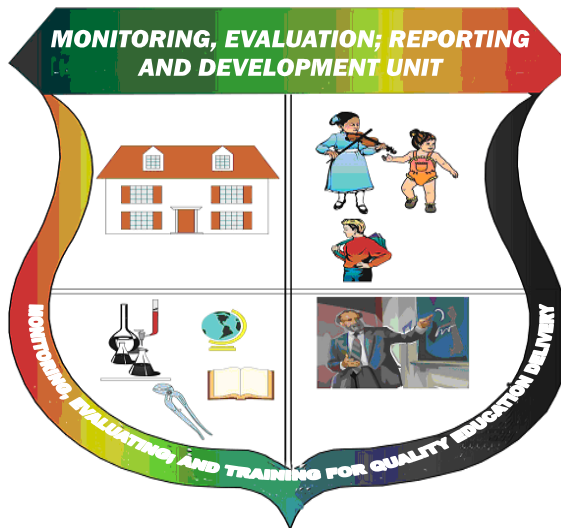 MONITORING, EVALUATION; REPORTING
AND DEVELOPMENT UNIT
MONITORING, EVALUATING; AND TRAINING FOR QUALITY EDUCATION DELIVERY